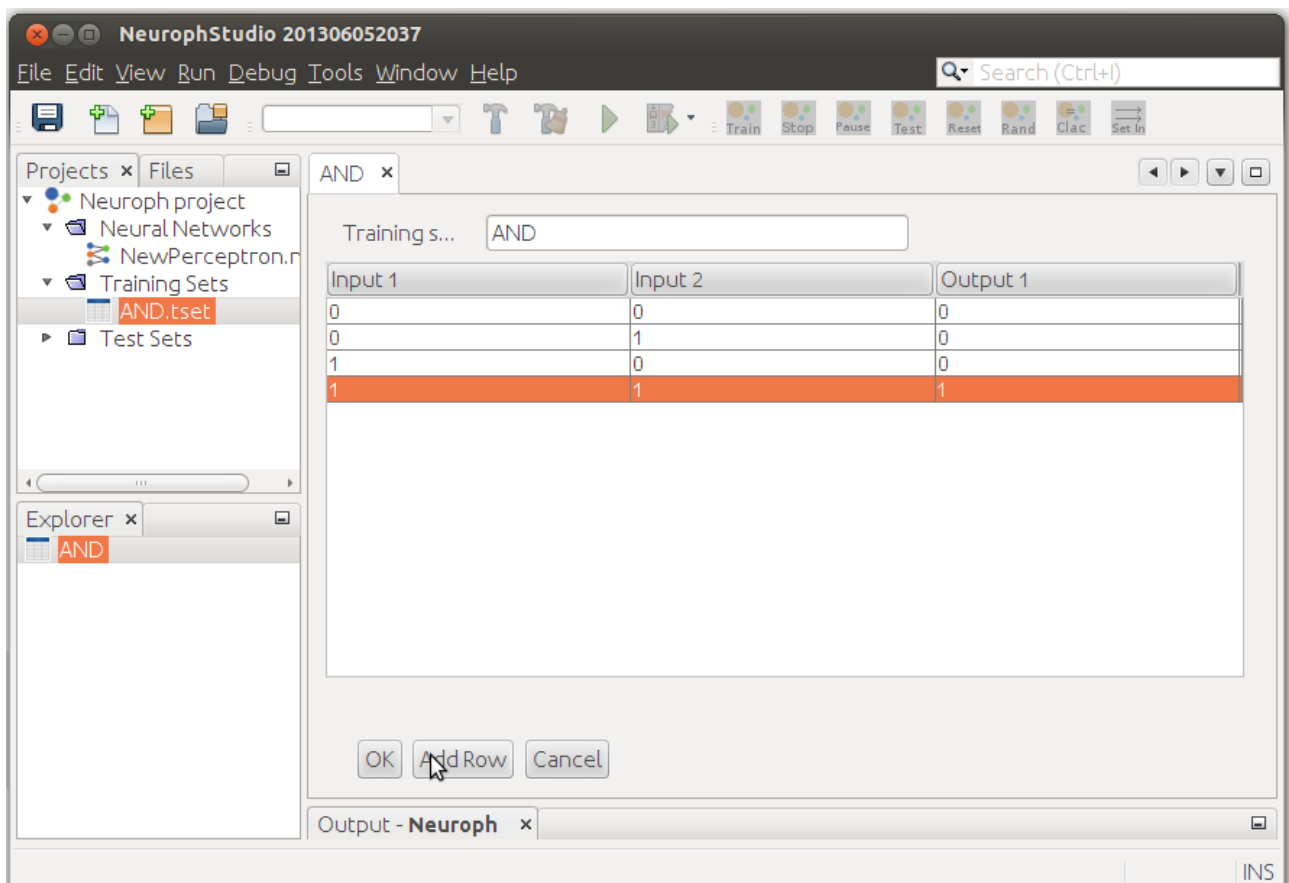 NeurophStudio 201306052037
File Edit View Run Debug Tools Window Help
Search (Ctrl+I)
Train Stop Pause Test Reset Rand Clac Set In
Projects Files
Neuroph project
Neural Networks
NewPerceptron.n
Training Sets
AND.tset
Test Sets
Explorer
AND
AND
Training s... AND
Input 1 Input 2 Output 1
0 0 0
0 1 0
1 0 0
1 1 1
OK Add Row Cancel
Output - Neuroph
INS